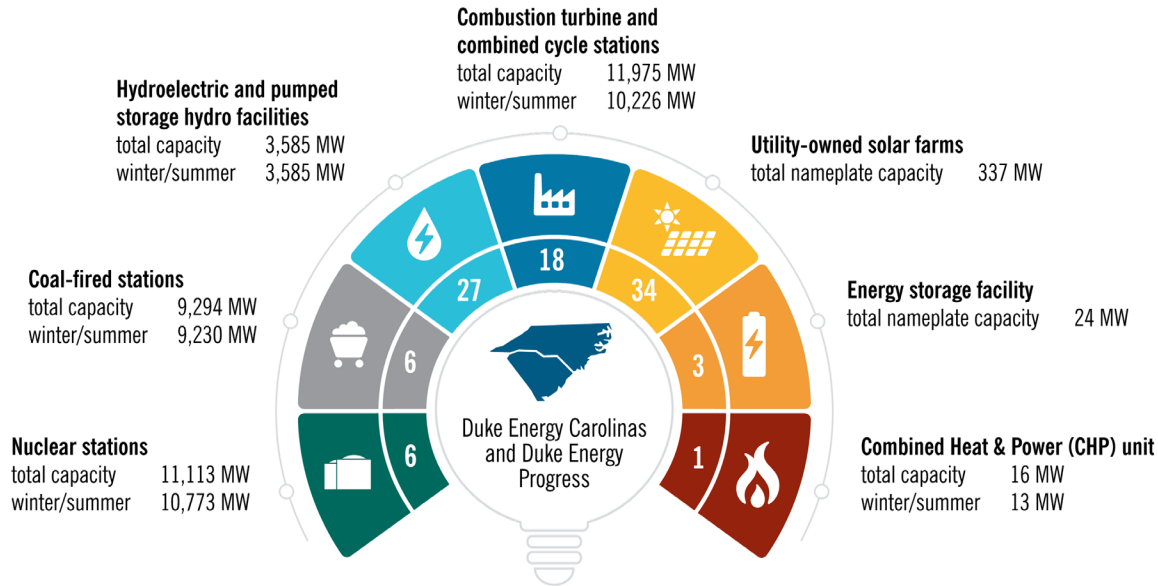 Combustion turbine and
combined cycle stations
total capacity 11,975 MW
winter/summer 10,226 MW
Hydroelectric and pumped
storage hydro facilities
total capacity 3,585 MW
winter/summer 3,585 MW
Utility-owned solar farms
total nameplate capacity 337 MW
Coal-fired stations
total capacity 9,294 MW
winter/summer 9,230 MW
Energy storage facility
total nameplate capacity 24 MW
Nuclear stations
total capacity 11,113 MW
winter/summer 10,773 MW
Combined Heat & Power (CHP) unit
total capacity 16 MW
winter/summer 13 MW
6
6
27
18
34
3
1
Duke Energy Carolinas
and Duke Energy
Progress